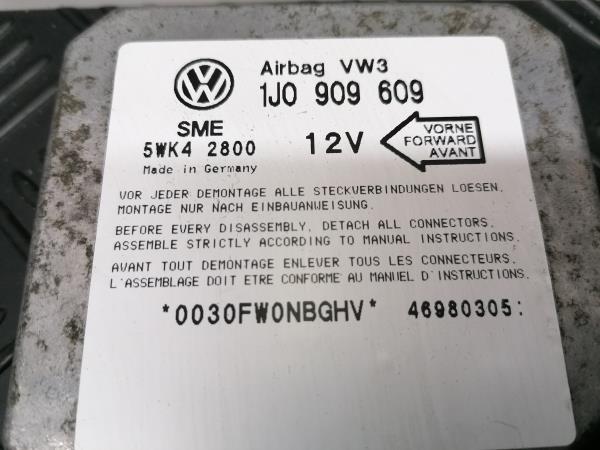 Airbag VW3
1J0 909 609
SME
5WK4 2800
Made in Germany
12V
VORNE
FORWARD
AVANT
VOR JEDER DEMONTAGE ALLE STECKVERBINDUNGEN LOESEN.
MONTAGE NUR NACH EINBAUANWEISUNG.
BEFORE EVERY DISASSEMBLY, DETACH ALL CONNECTORS.
ASSEMBLE STRICTLY ACCORDING TO MANUAL INSTRUCTIONS.
AVANT TOUT DEMONTAGE ENLEVER TOUS LES CONNECTEURS.
L'ASSEMBLAGE DOIT ETRE CONFORME AU MANUEL D'INSTRUCTIONS.
*0030FW0NBGHV* 46980305: